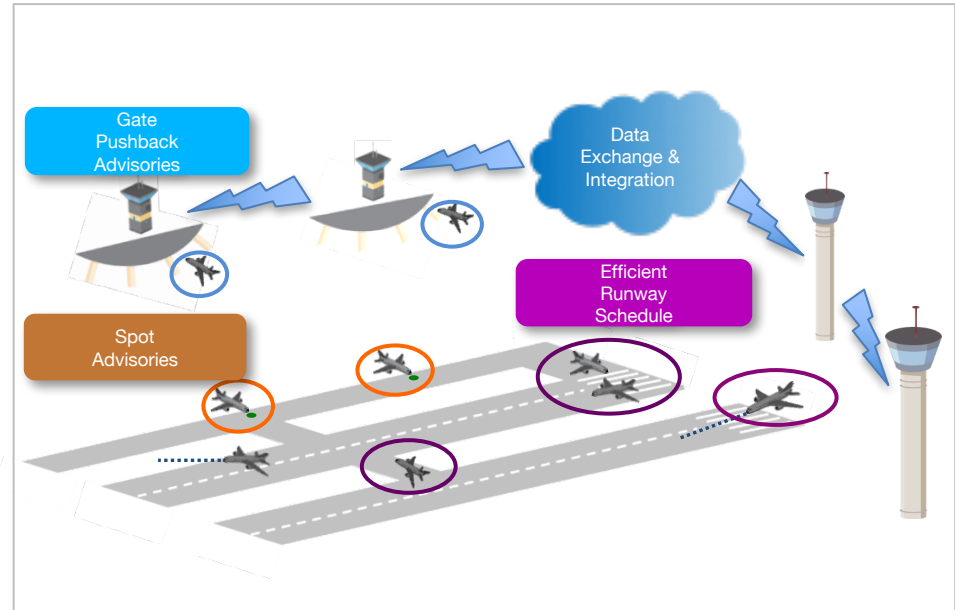 Gate
Pushback
Advisories
Data
Exchange &
Integration
Efficient
Runway
Schedule
Spot
Advisories